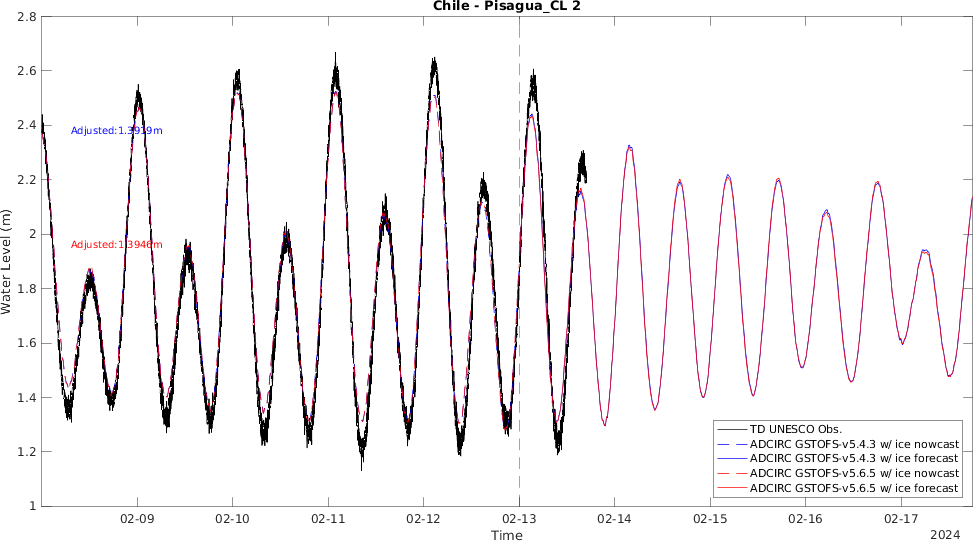 Chile - Pisagua_CL 2
Water Level (m)
2.8
2.6
2.4
2.2
2
1.8
1.6
1.4
1.2
1
Adjusted:1.3919m
Adjusted:1.3946m
TD UNESCO Obs.
ADCIRC GSTOFS-v5.4.3 w/ ice nowcast
ADCIRC GSTOFS-v5.4.3 w/ ice forecast
ADCIRC GSTOFS-v5.6.5 w/ ice nowcast
ADCIRC GSTOFS-v5.6.5 w/ ice forecast
02-09 02-10 02-11 02-12 02-13 02-14 02-15 02-16 02-17
Time
2024